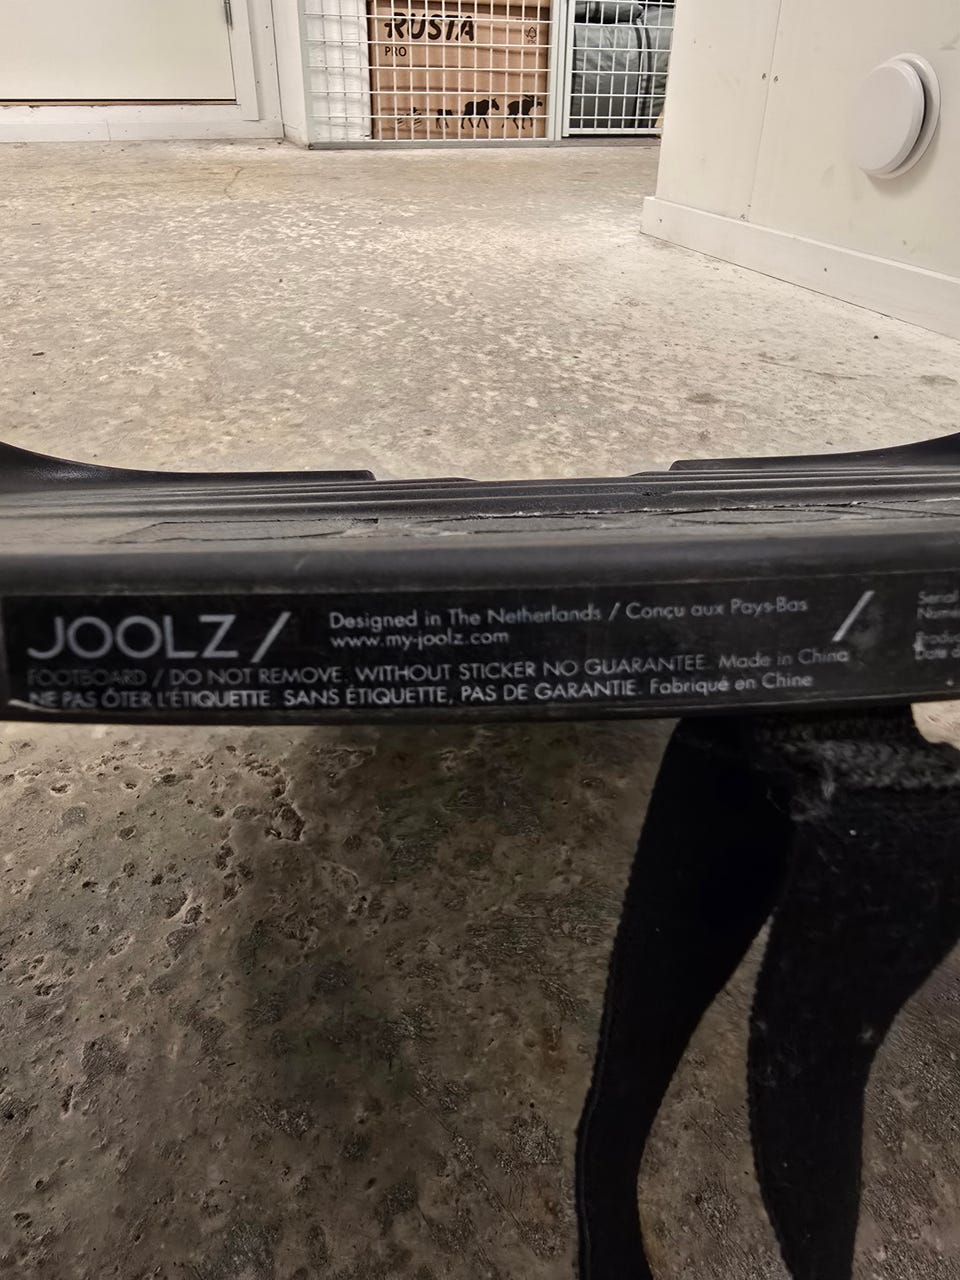 RUSTA
PRO
JOOLZ /
Designed in The Netherlands / Conçu aux Pays-Bas /
www.my-joolz.com
FOOTBOARD / DO NOT REMOVE. WITHOUT STICKER NO GUARANTEE. Made in China
NE PAS ÔTER L'ÉTIQUETTE. SANS ÉTIQUETTE, PAS DE GARANTIE. Fabriqué en Chine
Serial